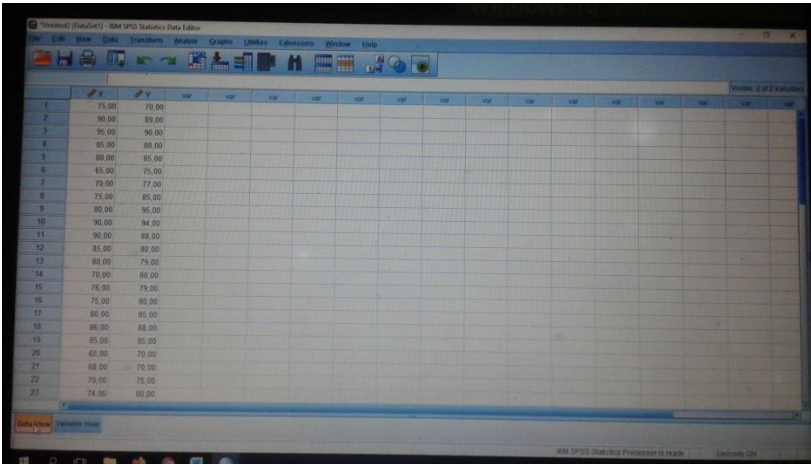 *Untitled2 [DataSet1] - IBM SPSS Statistics Data Editor
File Edit View Data Transform Analyze Graphs Utilities Extensions Window Help
Visible: 2 of 2 Variables
X Y var var var var var var var var var var var var var var var
1 75,00 70,00
2 90,00 89,00
3 95,00 90,00
4 85,00 80,00
5 80,00 85,00
6 65,00 75,00
7 70,00 77,00
8 75,00 85,00
9 80,00 95,00
10 90,00 94,00
11 90,00 88,00
12 85,00 80,00
13 80,00 79,00
14 70,00 80,00
15 76,00 79,00
16 75,00 80,00
17 80,00 85,00
18 86,00 88,00
19 85,00 85,00
20 65,00 70,00
21 68,00 70,00
22 70,00 75,00
23 74,00 80,00
Data View Variable View
IBM SPSS Statistics Processor is ready Unicode:ON